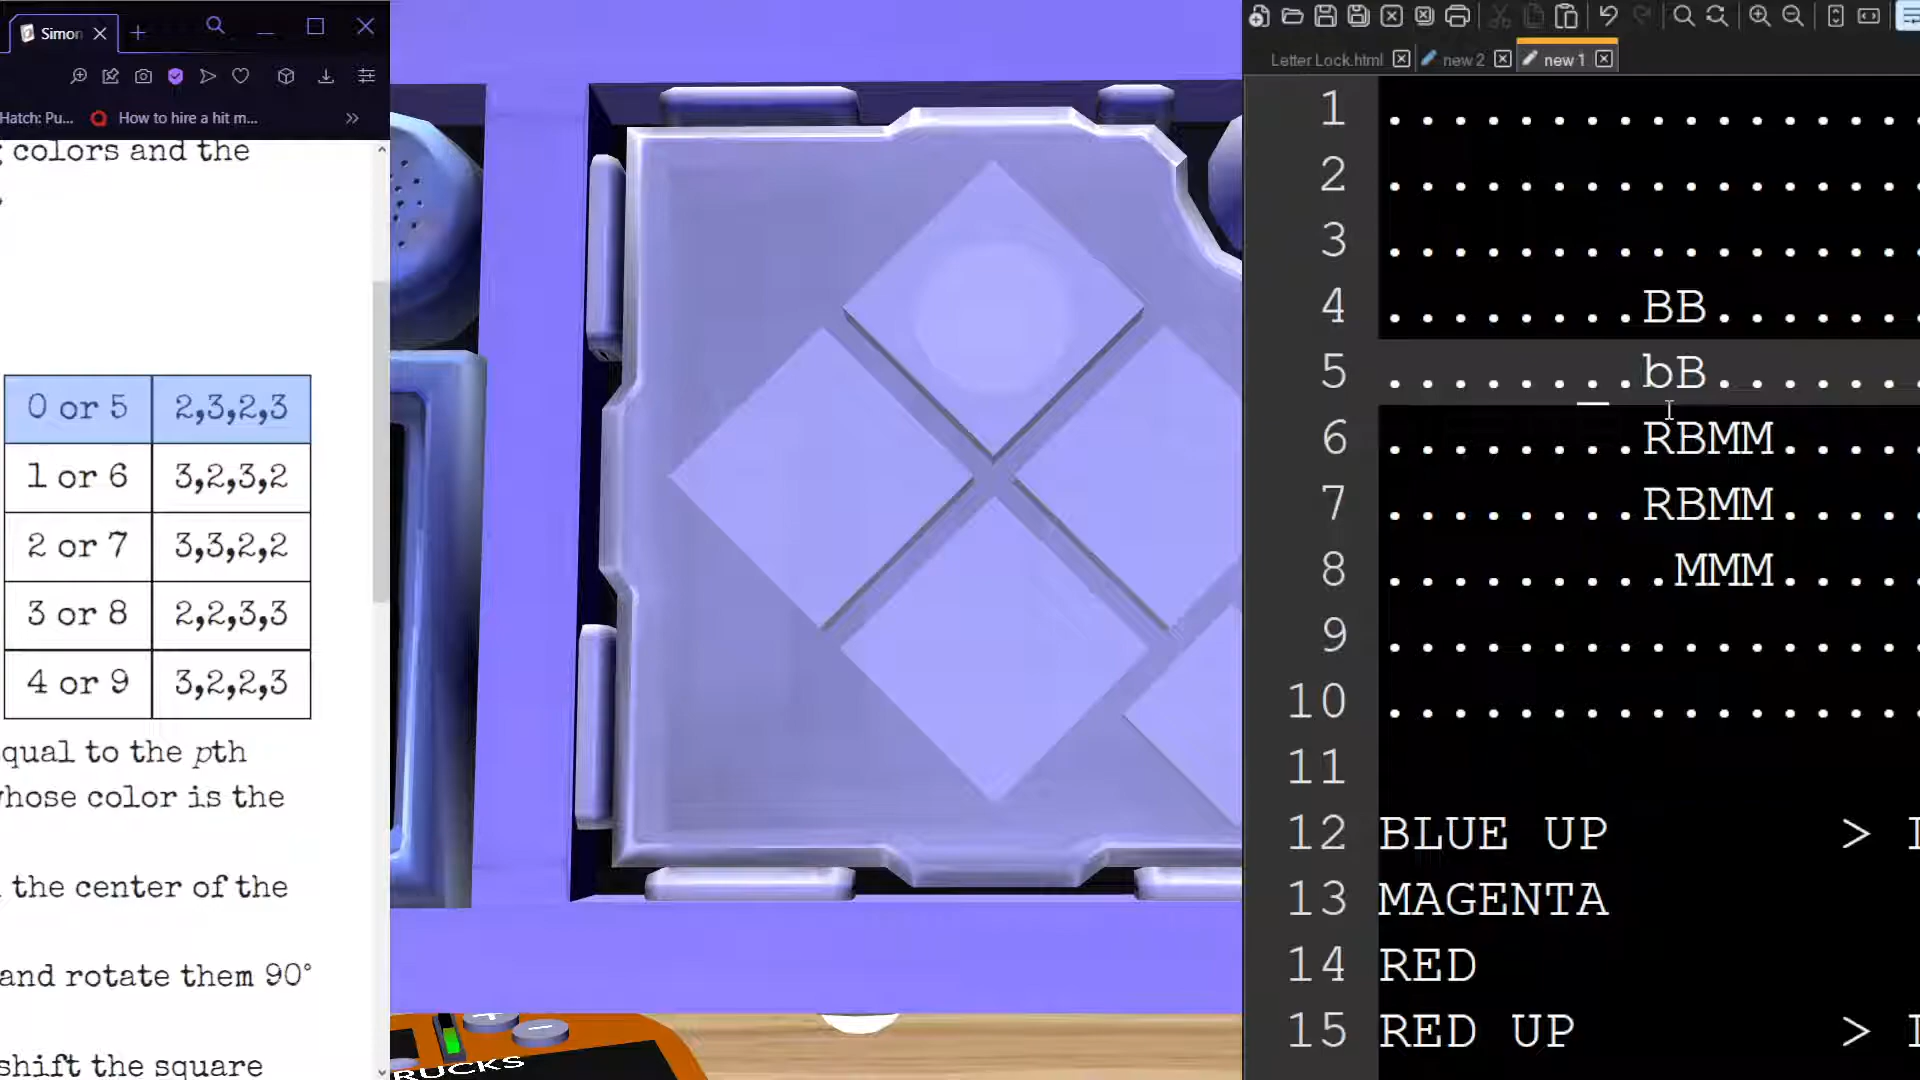 Simon
Hatch: Pu...
How to hire a hit m...
colors and the
0 or 5 2,3,2,3
1 or 6 3,2,3,2
2 or 7 3,3,2,2
3 or 8 2,2,3,3
4 or 9 3,2,2,3
qual to the pth
whose color is the
the center of the
and rotate them 90°
shift the square
+ −
RUCKS
Letter Lock.html
new 2
new 1
1 .................
2 .................
3 .................
4 ........BB.......
5 ........bB.......
6 ........RBMM.....
7 ........RBMM.....
8 ......... MMM.....
9 .................
10 .................
11
12 BLUE UP >
13 MAGENTA
14 RED
15 RED UP >